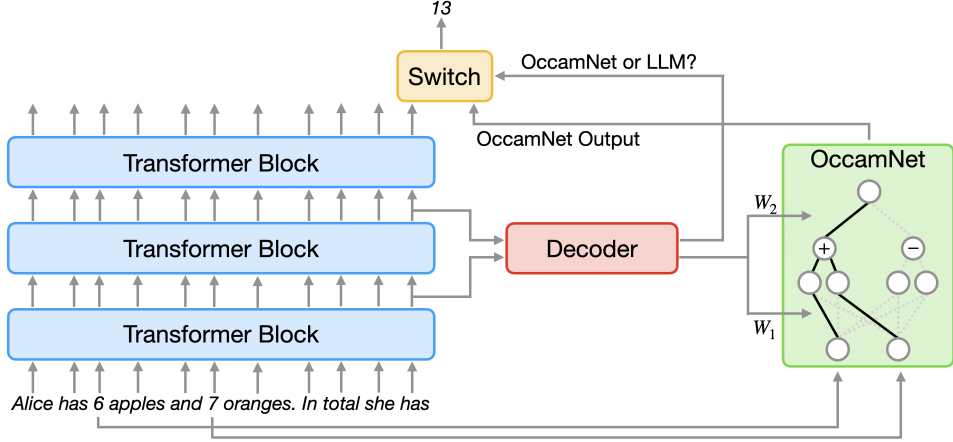 13
Switch
OccamNet or LLM?
OccamNet Output
Transformer Block
OccamNet
W₂
Transformer Block
Decoder
+
−
Transformer Block
W₁
Alice has 6 apples and 7 oranges. In total she has